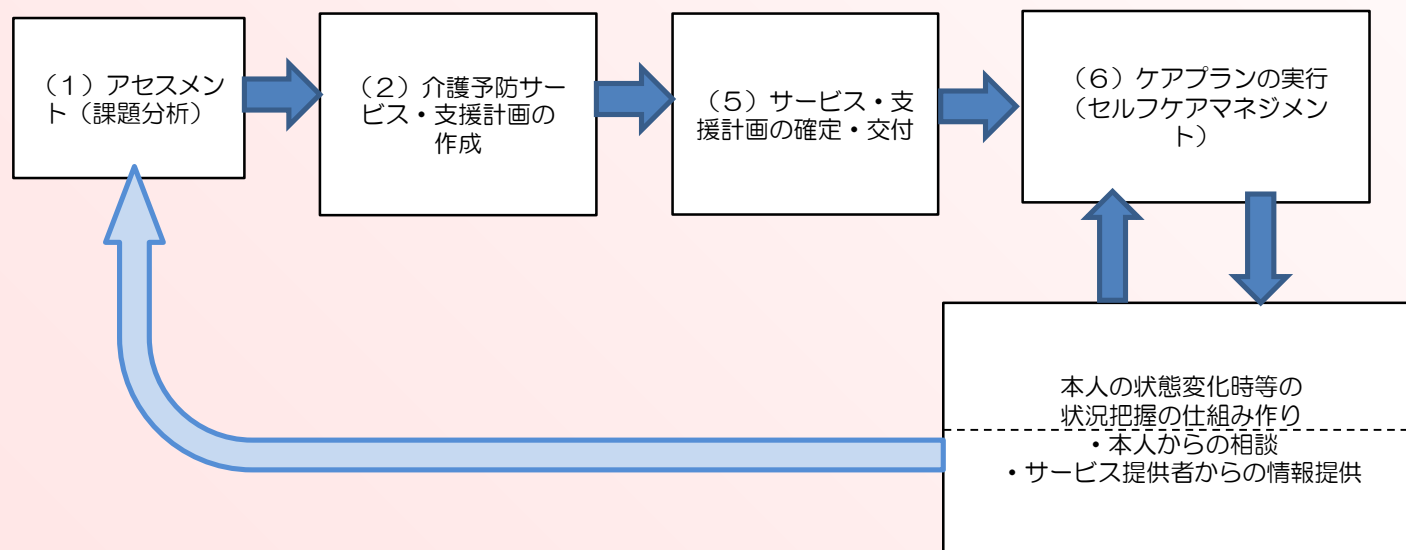 （1）アセスメン
ト（課題分析）
（2）介護予防サー
ビス・支援計画の
作成
（5）サービス・支
援計画の確定・交付
（6）ケアプランの実行
（セルフケアマネジメン
ト）
本人の状態変化時等の
状況把握の仕組み作り
・本人からの相談
・サービス提供者からの情報提供